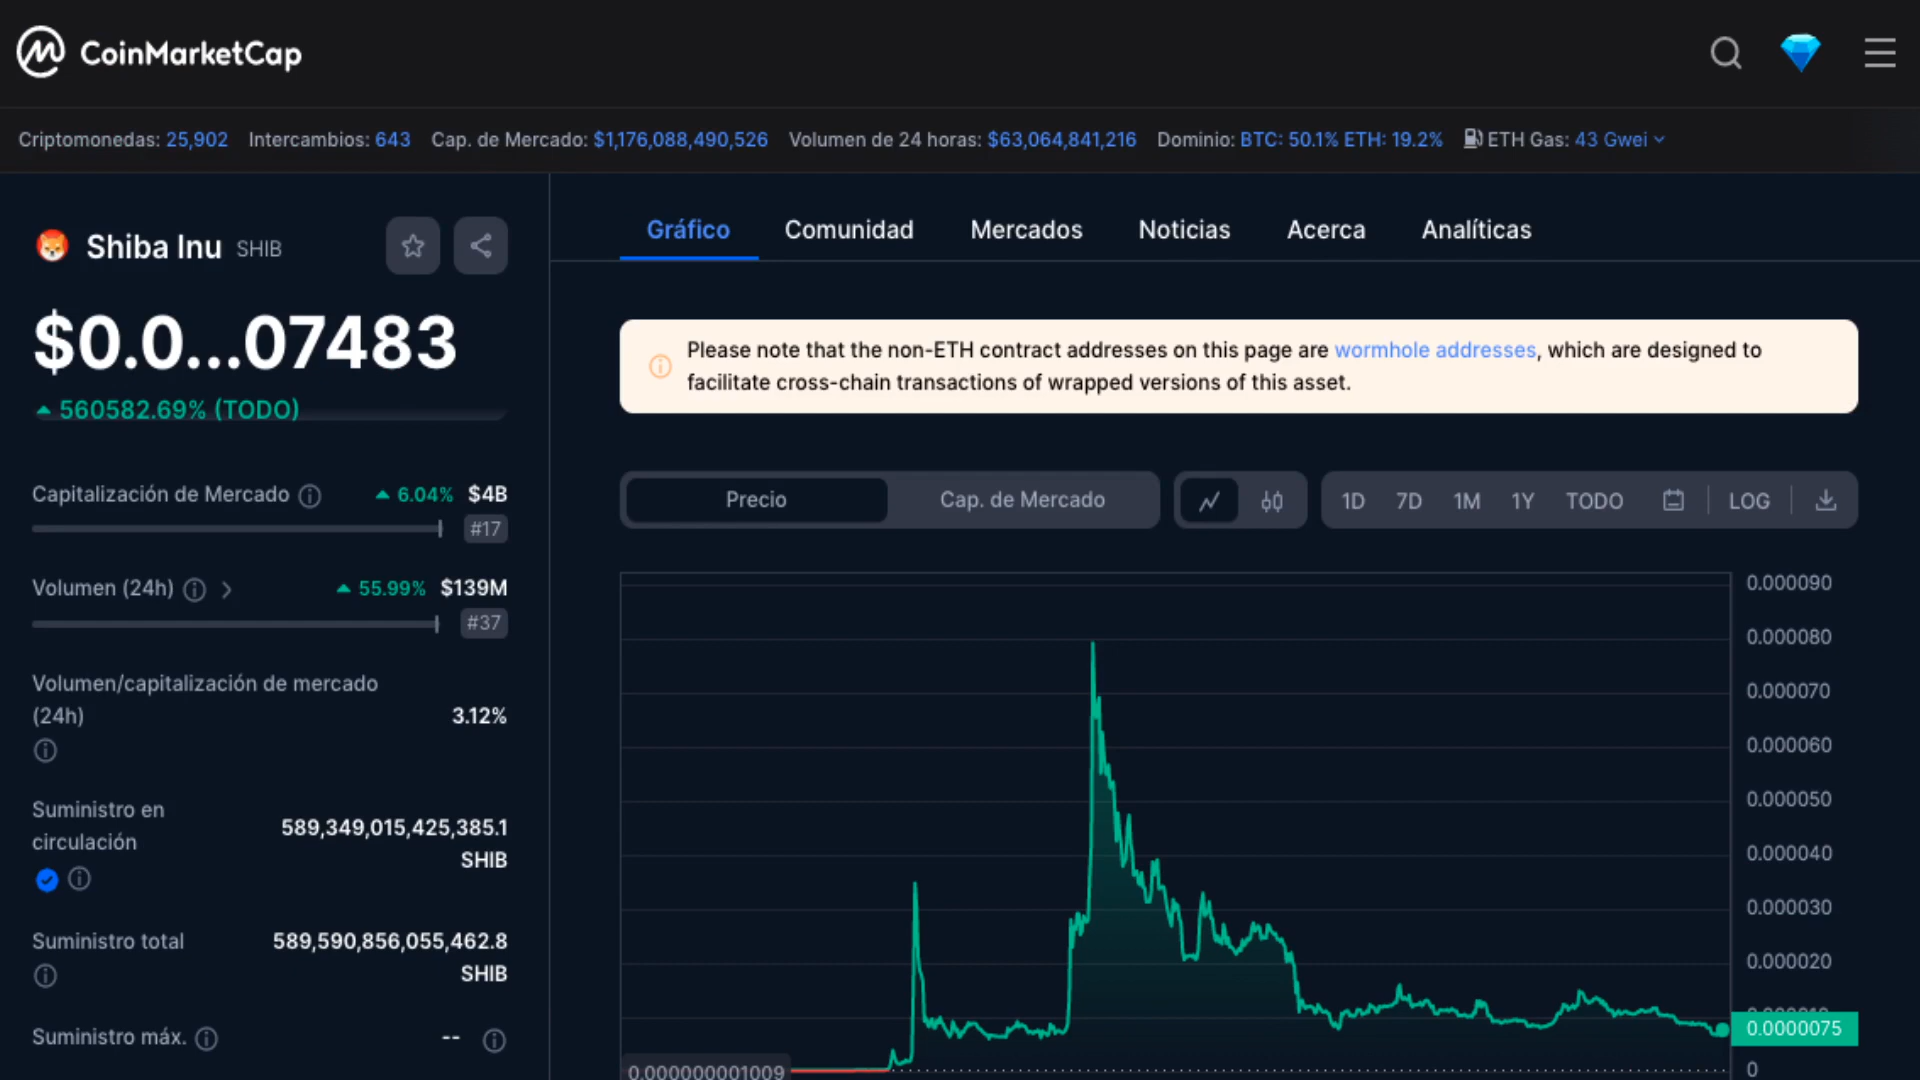 CoinMarketCap
Criptomonedas: 25,902 Intercambios: 643 Cap. de Mercado: $1,176,088,490,526 Volumen de 24 horas: $63,064,841,216 Dominio: BTC: 50.1% ETH: 19.2% ETH Gas: 43 Gwei
Shiba Inu SHIB
$0.0...07483
560582.69% (TODO)
Capitalización de Mercado 6.04% $4B
#17
Volumen (24h) 55.99% $139M
#37
Volumen/capitalización de mercado
(24h)
3.12%
Suministro en
circulación
589,349,015,425,385.1
SHIB
Suministro total
589,590,856,055,462.8
SHIB
Suministro máx. --
Gráfico Comunidad Mercados Noticias Acerca Analíticas
Please note that the non-ETH contract addresses on this page are wormhole addresses, which are designed to
facilitate cross-chain transactions of wrapped versions of this asset.
Precio Cap. de Mercado 1D 7D 1M 1Y TODO LOG
0.000090
0.000080
0.000070
0.000060
0.000050
0.000040
0.000030
0.000020
0.0000075
0
0.000000001009